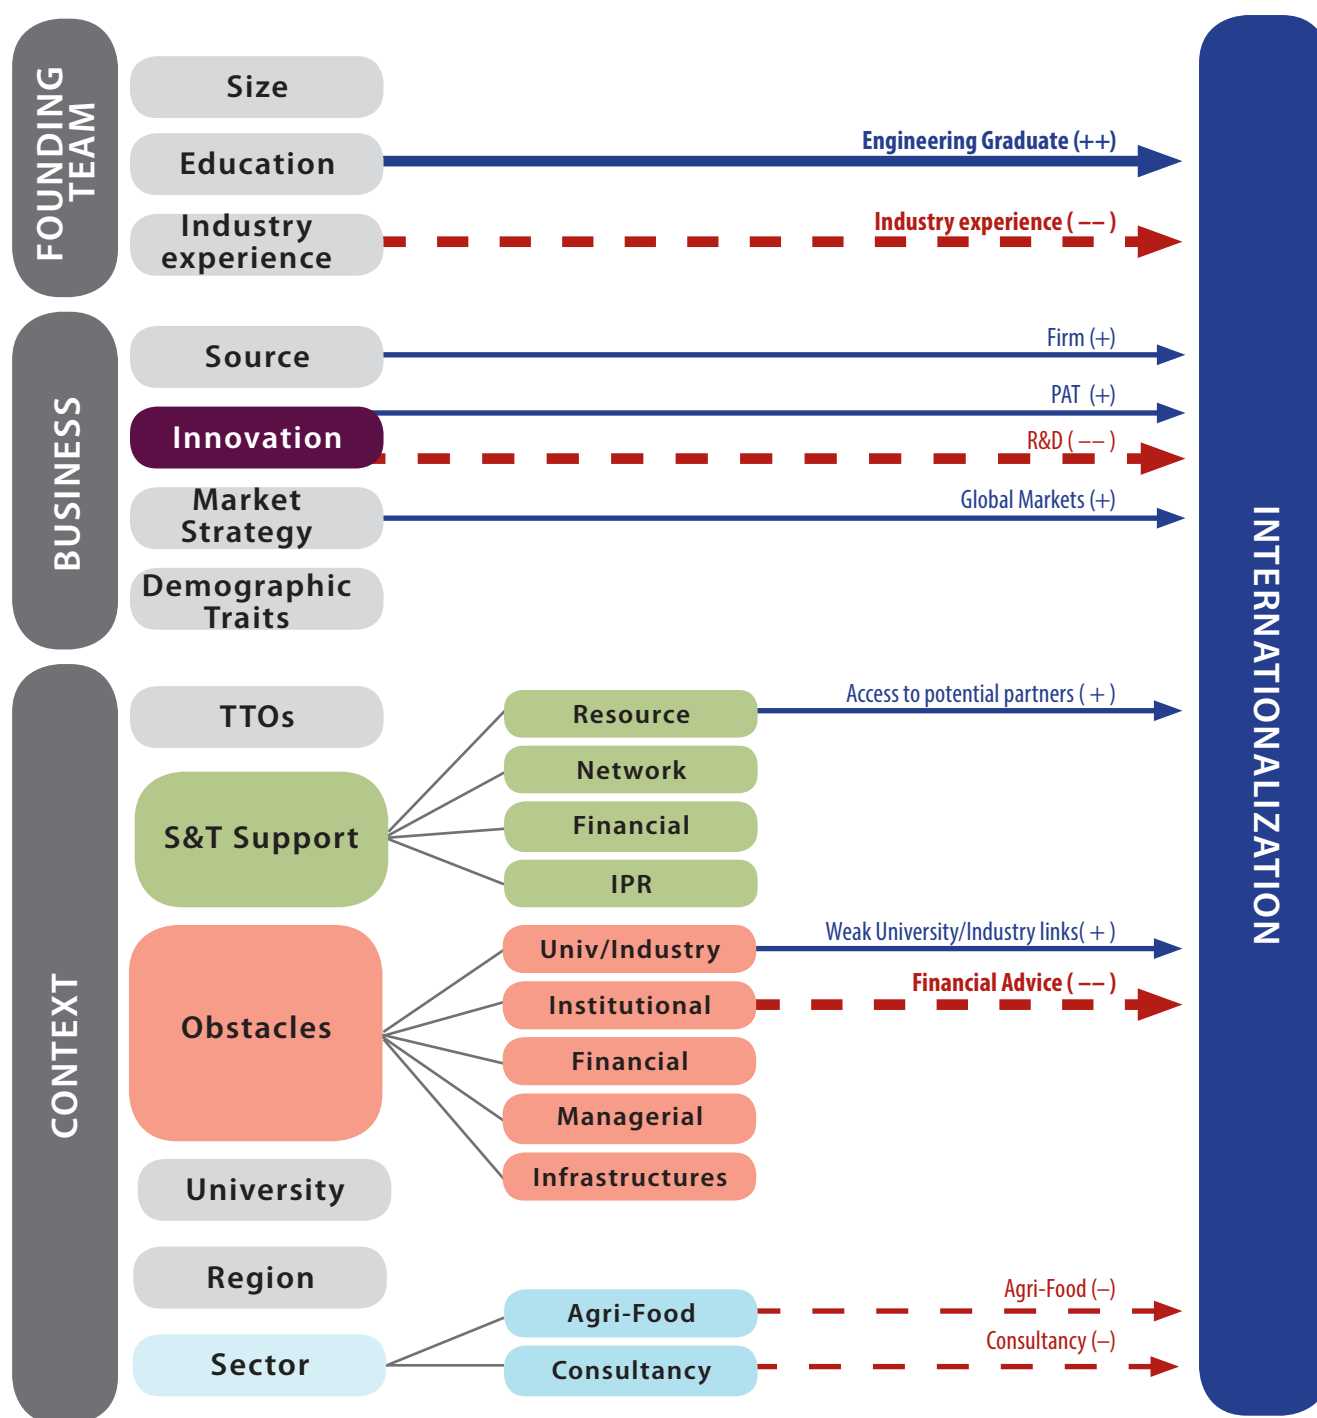 FOUNDING
TEAM
Size
Education
Engineering Graduate (++)
Industry
experience
Industry experience ( –– )
BUSINESS
Source
Firm (+)
Innovation
PAT (+)
R&D ( –– )
Market
Strategy
Global Markets (+)
Demographic
Traits
CONTEXT
TTOs
S&T Support
Resource
Access to potential partners ( + )
Network
Financial
IPR
Obstacles
Univ/Industry
Weak University/Industry links( + )
Institutional
Financial Advice ( –– )
Financial
Managerial
Infrastructures
University
Region
Sector
Agri-Food
Agri-Food (–)
Consultancy
Consultancy (–)
INTERNATIONALIZATION